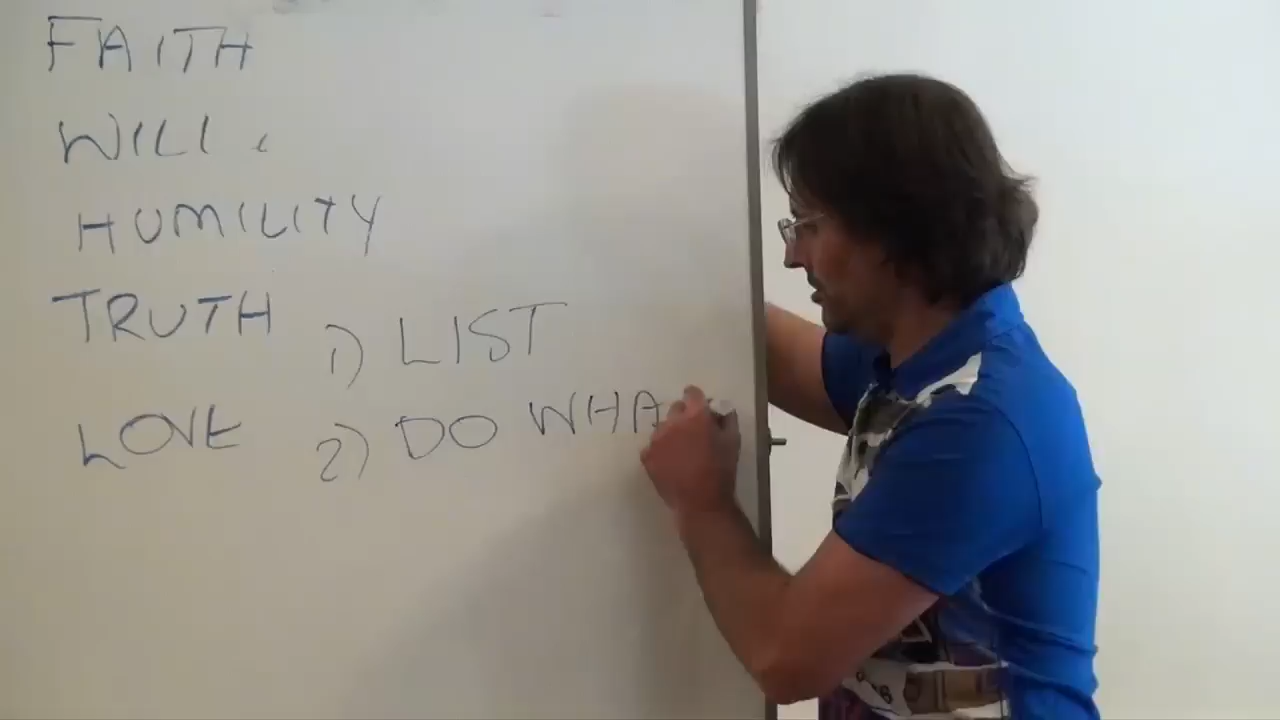 FAITH
WILL
HUMILITY
TRUTH
1) LIST
LOVE
2) DO WHA